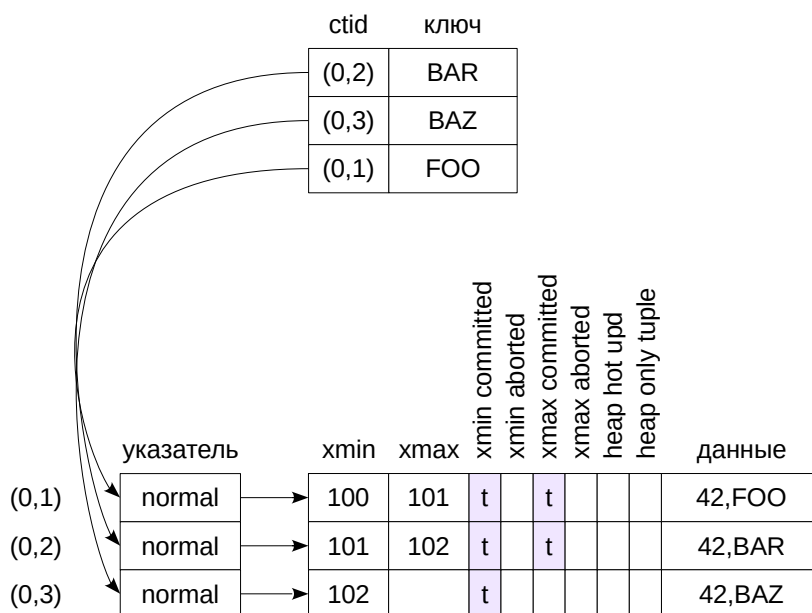 ctid ключ
(0,2) BAR
(0,3) BAZ
(0,1) FOO
указатель xmin xmax xmin committed xmin aborted xmax committed xmax aborted heap hot upd heap only tuple данные
(0,1) normal 100 101 t t 42,FOO
(0,2) normal 101 102 t t 42,BAR
(0,3) normal 102 t 42,BAZ